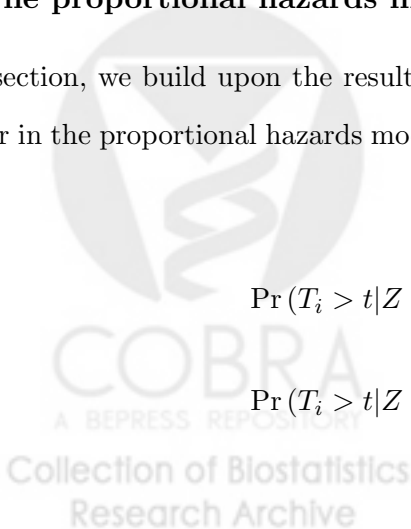 The proportional hazards m
section, we build upon the result
r in the proportional hazards mo
Pr (T_i > t|Z
Pr (T_i > t|Z
COBRA
A BEPRESS REPOSITORY
Collection of Biostatistics
Research Archive